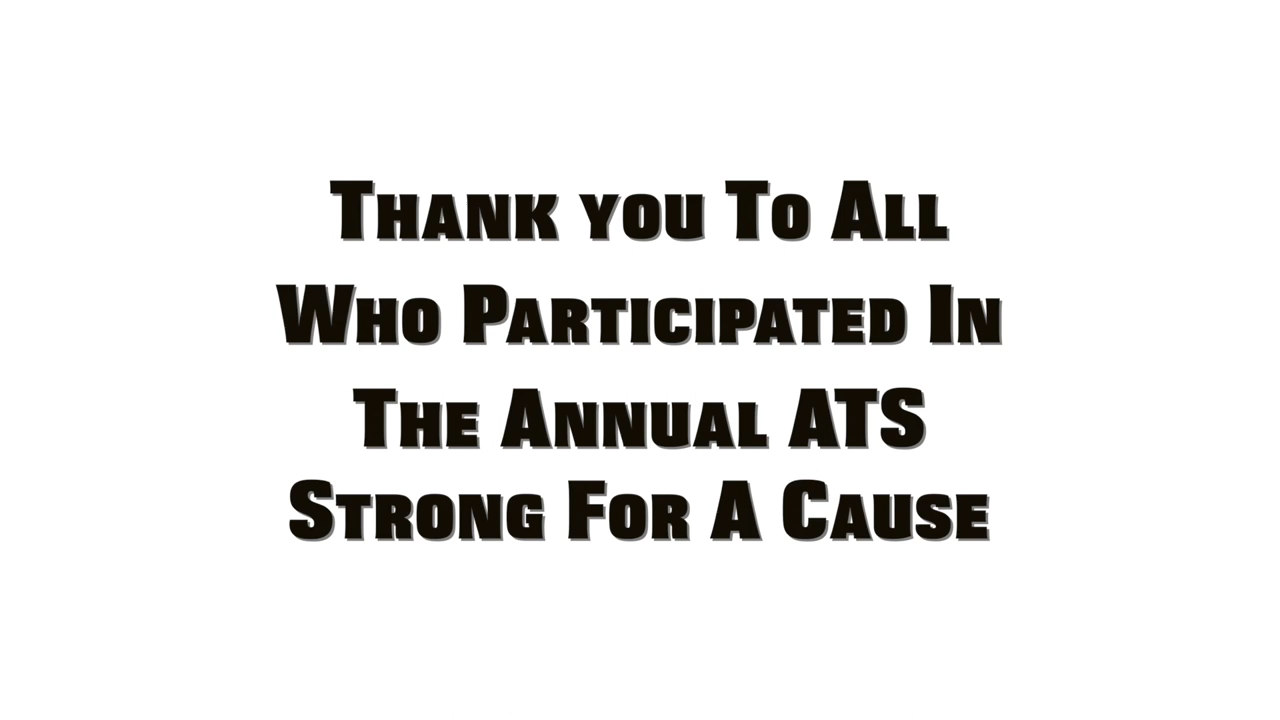 Thank you To All
Who Participated In
The Annual ATS
Strong For A Cause